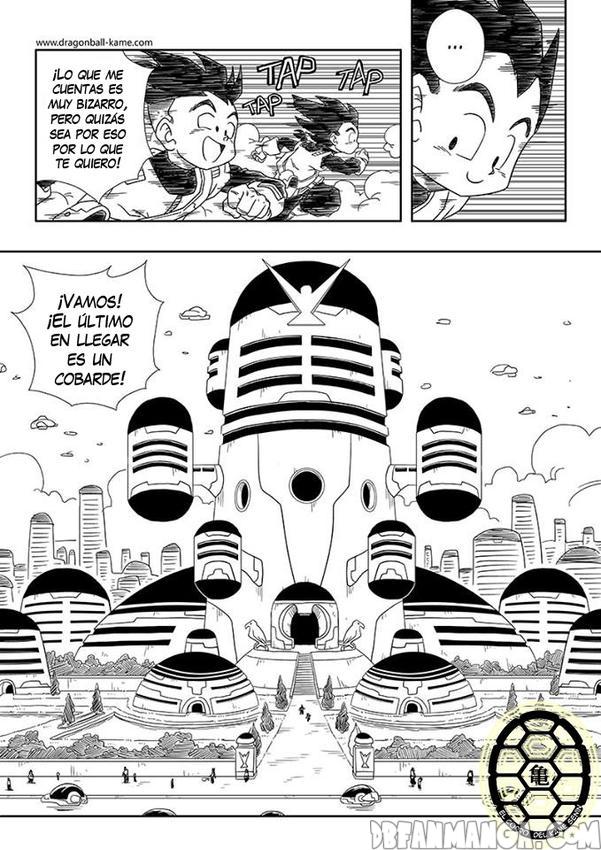 www.dragonball-kame.com
¡LO QUE ME
CUENTAS ES
MUY BIZARRO,
PERO QUIZÁS
SEA POR ESO
POR LO QUE
TE QUIERO!
TAP
TAP
TAP
...
¡VAMOS!
¡EL ÚLTIMO
EN LLEGAR
ES UN
COBARDE!
亀
DBFANMANGA.COM